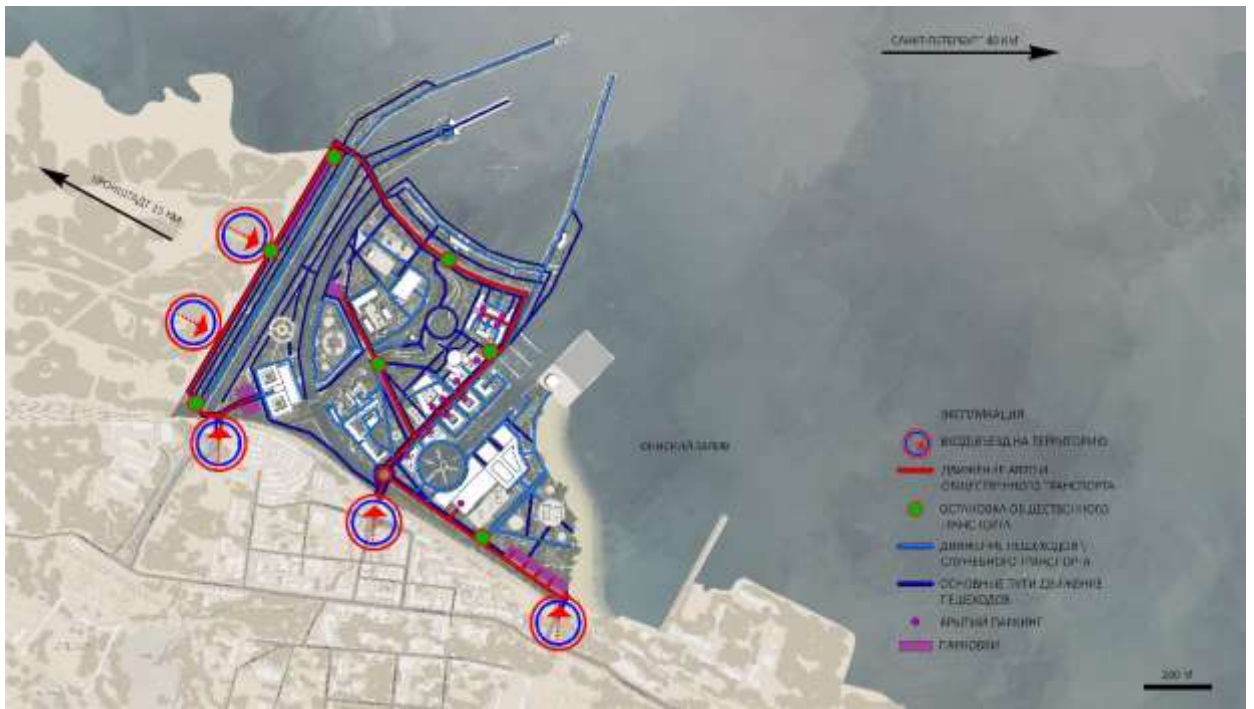 САНКТ-ПЕТЕРБУРГ 40 КМ
КРОНШТАДТ 15 КМ
ФИНСКИЙ ЗАЛИВ
ЭКСПЛИКАЦИЯ
ВХОД\ВЪЕЗД НА ТЕРРИТОРИЮ
ДВИЖЕНИЕ АВТО И
ОБЩЕСТВЕННОГО ТРАНСПОРТА
ОСТАНОВКА ОБЩЕСТВЕННОГО
ТРАНСПОРТА
ДВИЖЕНИЕ ПЕШЕХОДОВ \
СЛУЖЕБНОГО ТРАНСПОРТА
ОСНОВНЫЕ ПУТИ ДВИЖЕНИЕ
ПЕШЕХОДОВ
КРЫТЫЙ ПАРКИНГ
ПАРКОВКИ
200 М